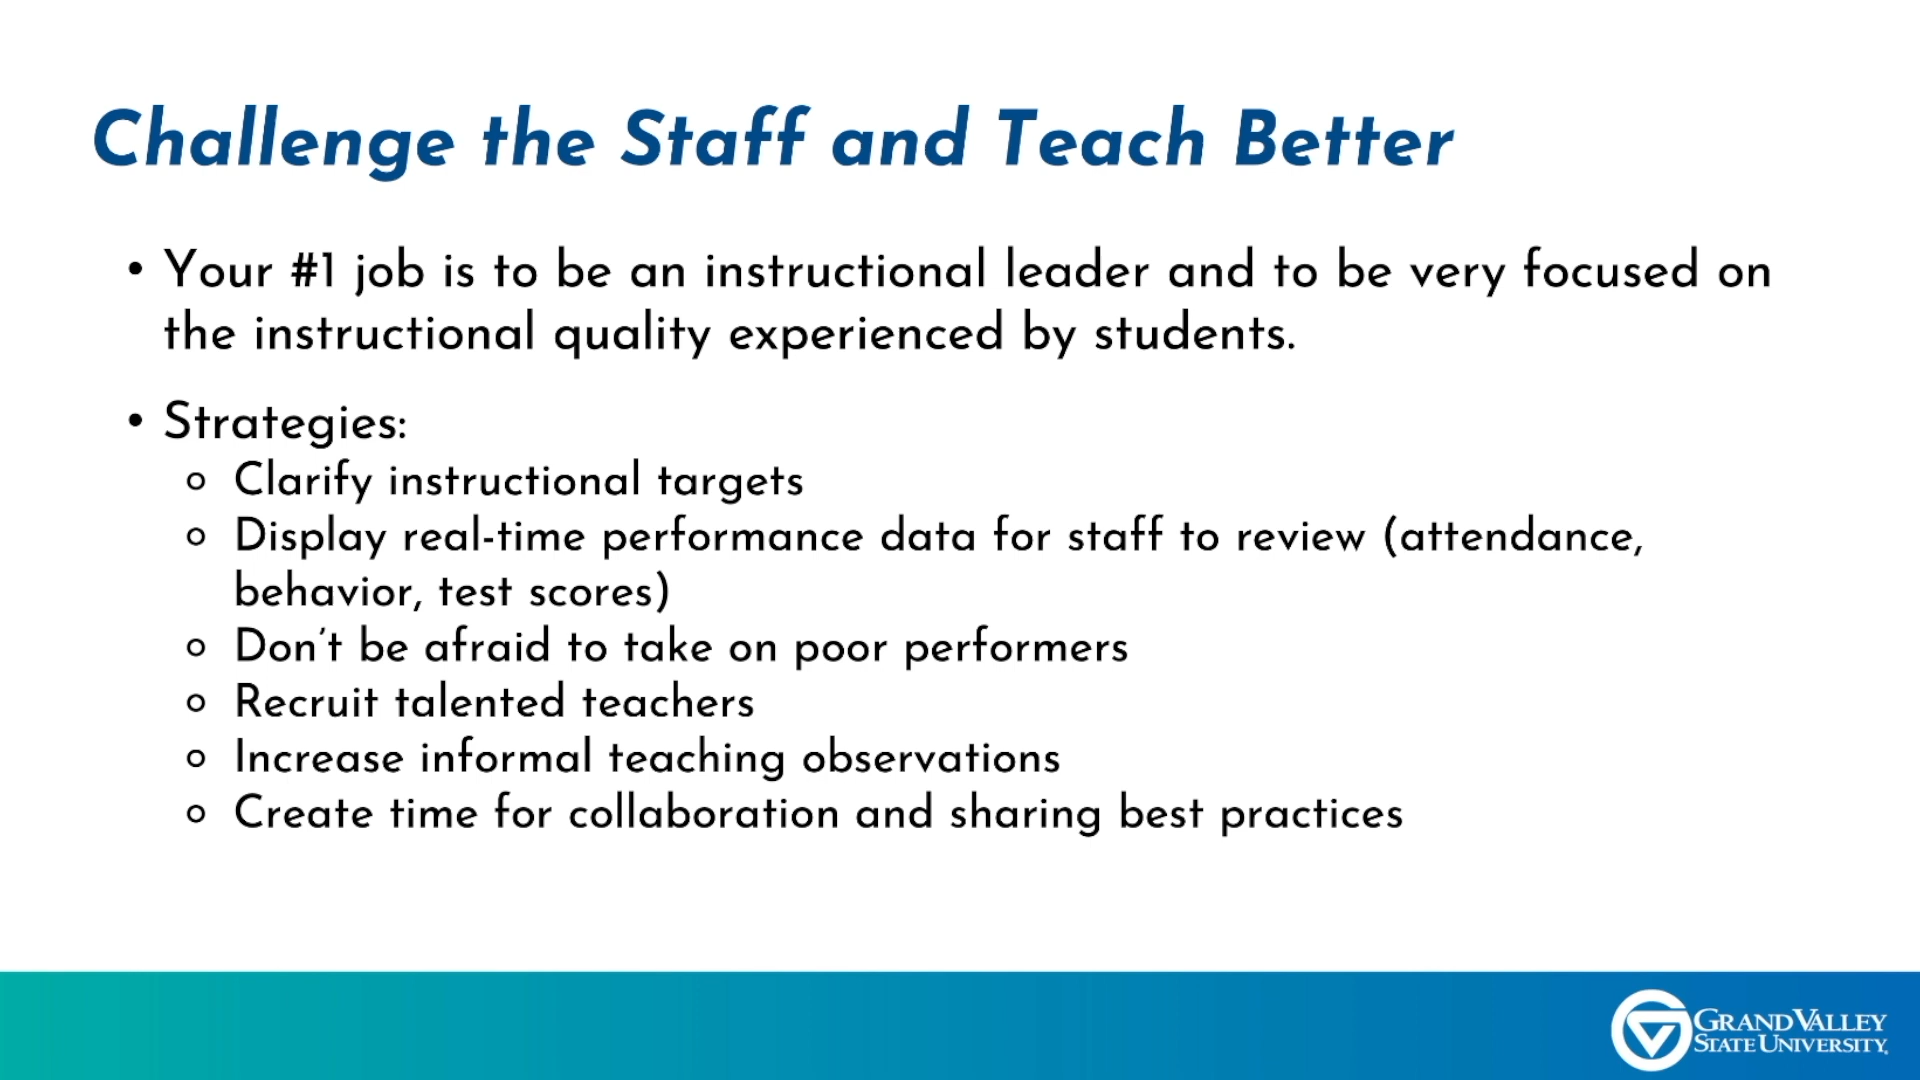 Challenge the Staff and Teach Better
• Your #1 job is to be an instructional leader and to be very focused on
the instructional quality experienced by students.
• Strategies:
○ Clarify instructional targets
○ Display real-time performance data for staff to review (attendance,
behavior, test scores)
○ Don't be afraid to take on poor performers
○ Recruit talented teachers
○ Increase informal teaching observations
○ Create time for collaboration and sharing best practices
GRAND VALLEY
STATE UNIVERSITY